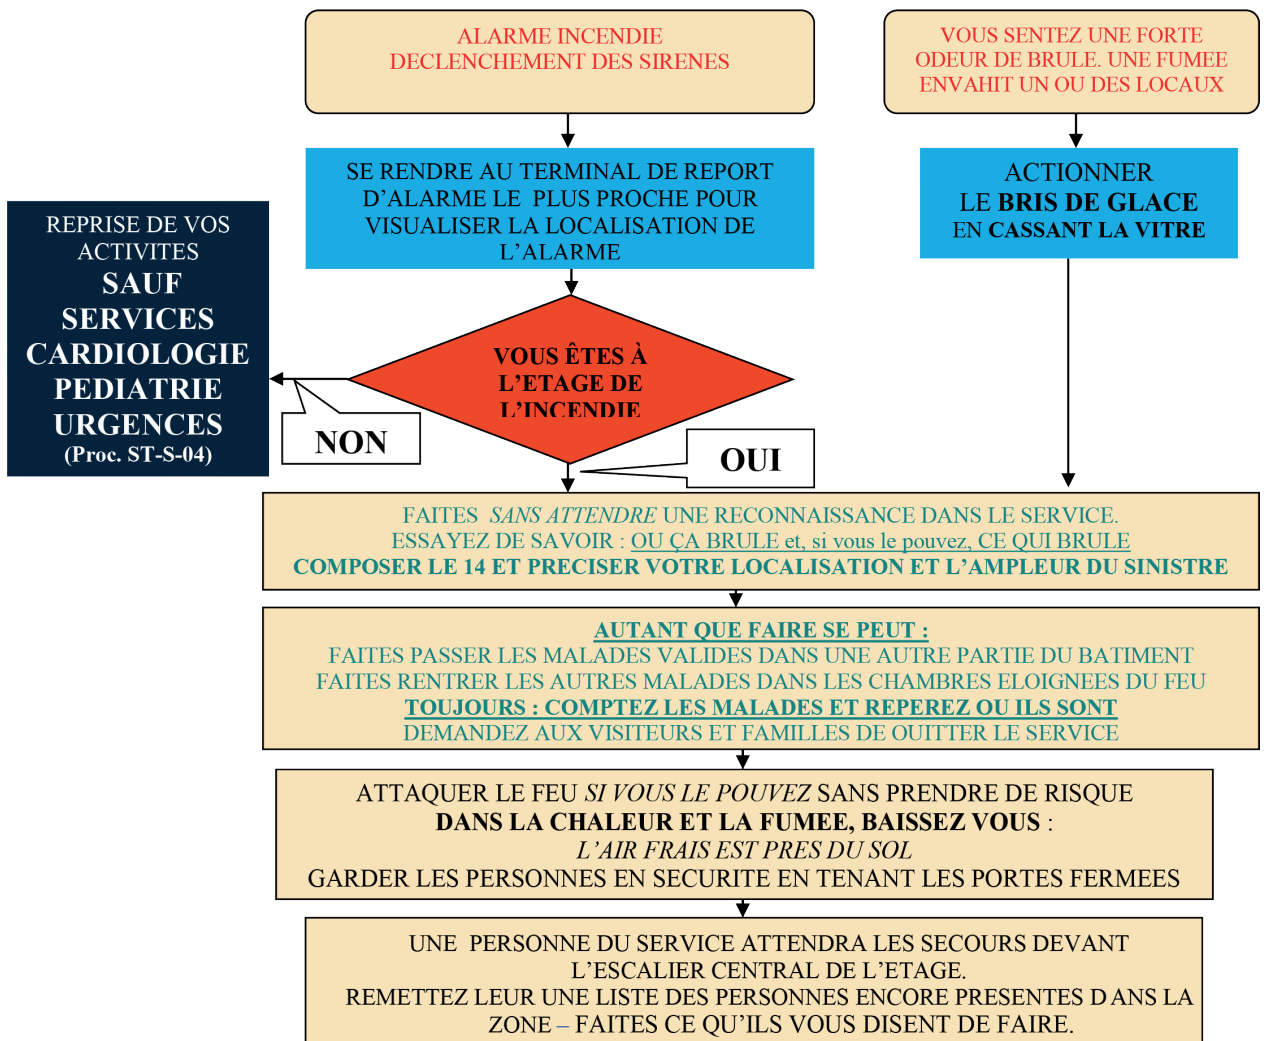 ALARME INCENDIE
DECLENCHEMENT DES SIRENES
VOUS SENTEZ UNE FORTE
ODEUR DE BRULE. UNE FUMEE
ENVAHIT UN OU DES LOCAUX
SE RENDRE AU TERMINAL DE REPORT
D’ALARME LE PLUS PROCHE POUR
VISUALISER LA LOCALISATION DE
L’ALARME
ACTIONNER
LE BRIS DE GLACE
EN CASSANT LA VITRE
REPRISE DE VOS
ACTIVITES
SAUF
SERVICES
CARDIOLOGIE
PEDIATRIE
URGENCES
(Proc. ST-S-04)
VOUS ÊTES À
L’ETAGE DE
L’INCENDIE
NON
OUI
FAITES SANS ATTENDRE UNE RECONNAISSANCE DANS LE SERVICE.
ESSAYEZ DE SAVOIR : OU ÇA BRULE et, si vous le pouvez, CE QUI BRULE
COMPOSER LE 14 ET PRECISER VOTRE LOCALISATION ET L’AMPLEUR DU SINISTRE
AUTANT QUE FAIRE SE PEUT :
FAITES PASSER LES MALADES VALIDES DANS UNE AUTRE PARTIE DU BATIMENT
FAITES RENTRER LES AUTRES MALADES DANS LES CHAMBRES ELOIGNEES DU FEU
TOUJOURS : COMPTEZ LES MALADES ET REPEREZ OU ILS SONT
DEMANDEZ AUX VISITEURS ET FAMILLES DE QUITTER LE SERVICE
ATTAQUER LE FEU SI VOUS LE POUVEZ SANS PRENDRE DE RISQUE
DANS LA CHALEUR ET LA FUMEE, BAISSEZ VOUS :
L’AIR FRAIS EST PRES DU SOL
GARDER LES PERSONNES EN SECURITE EN TENANT LES PORTES FERMEES
UNE PERSONNE DU SERVICE ATTENDRA LES SECOURS DEVANT
L’ESCALIER CENTRAL DE L’ETAGE.
REMETTEZ LEUR UNE LISTE DES PERSONNES ENCORE PRESENTES D ANS LA
ZONE – FAITES CE QU’ILS VOUS DISENT DE FAIRE.